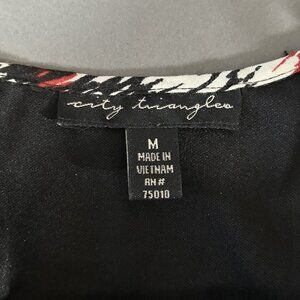 city triangles
M
MADE IN
VIETNAM
RN#
75010